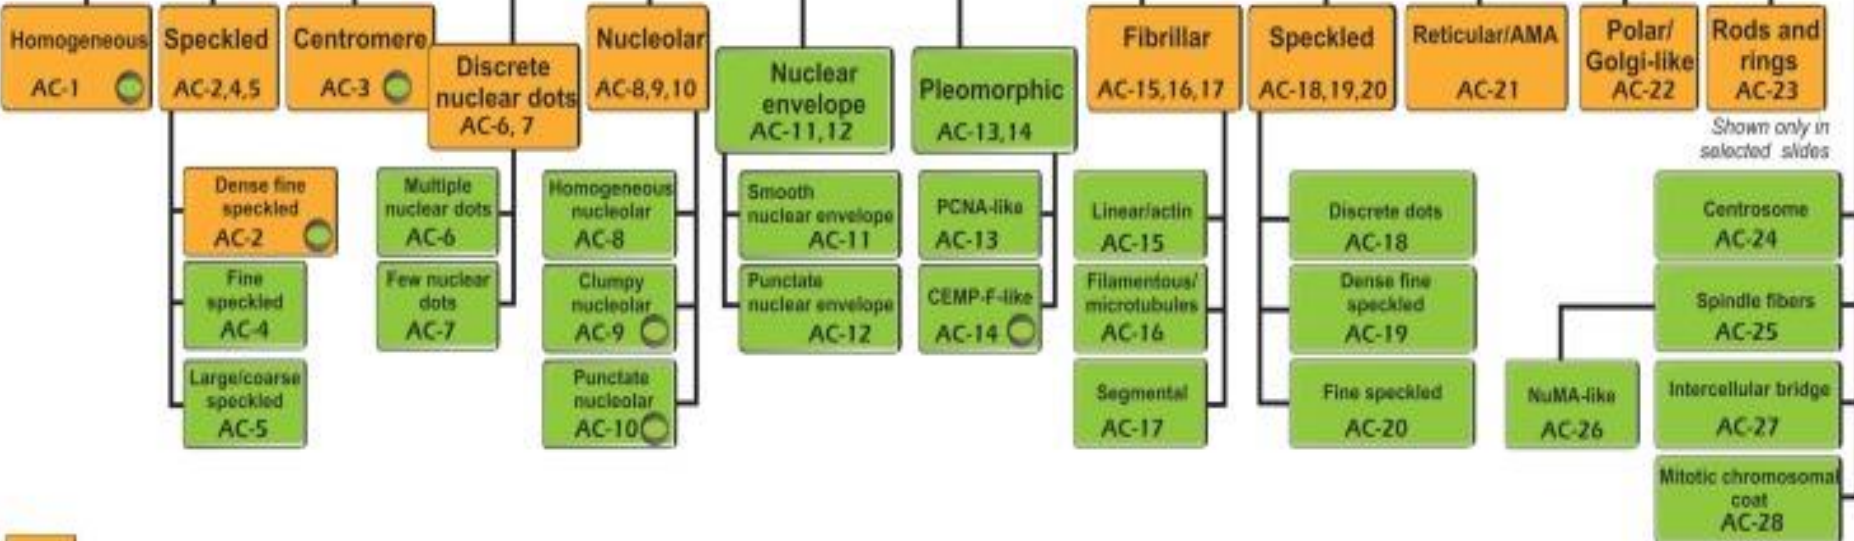 Homogeneous
AC-1
Speckled
AC-2,4,5
Centromere
AC-3
Discrete
nuclear dots
AC-6, 7
Nucleolar
AC-8,9,10
Nuclear
envelope
AC-11,12
Pleomorphic
AC-13,14
Fibrillar
AC-15,16,17
Speckled
AC-18,19,20
Reticular/AMA
AC-21
Polar/
Golgi-like
AC-22
Rods and
rings
AC-23
Shown only in
selected slides
Dense fine
speckled
AC-2
Fine
speckled
AC-4
Large/coarse
speckled
AC-5
Multiple
nuclear dots
AC-6
Few nuclear
dots
AC-7
Homogeneous
nucleolar
AC-8
Clumpy
nucleolar
AC-9
Punctate
nucleolar
AC-10
Smooth
nuclear envelope
AC-11
Punctate
nuclear envelope
AC-12
PCNA-like
AC-13
CEMP-F-like
AC-14
Linear/actin
AC-15
Filamentous/
microtubules
AC-16
Segmental
AC-17
Discrete dots
AC-18
Dense fine
speckled
AC-19
Fine speckled
AC-20
Centrosome
AC-24
Spindle fibers
AC-25
NuMA-like
AC-26
Intercellular bridge
AC-27
Mitotic chromosomal
coat
AC-28